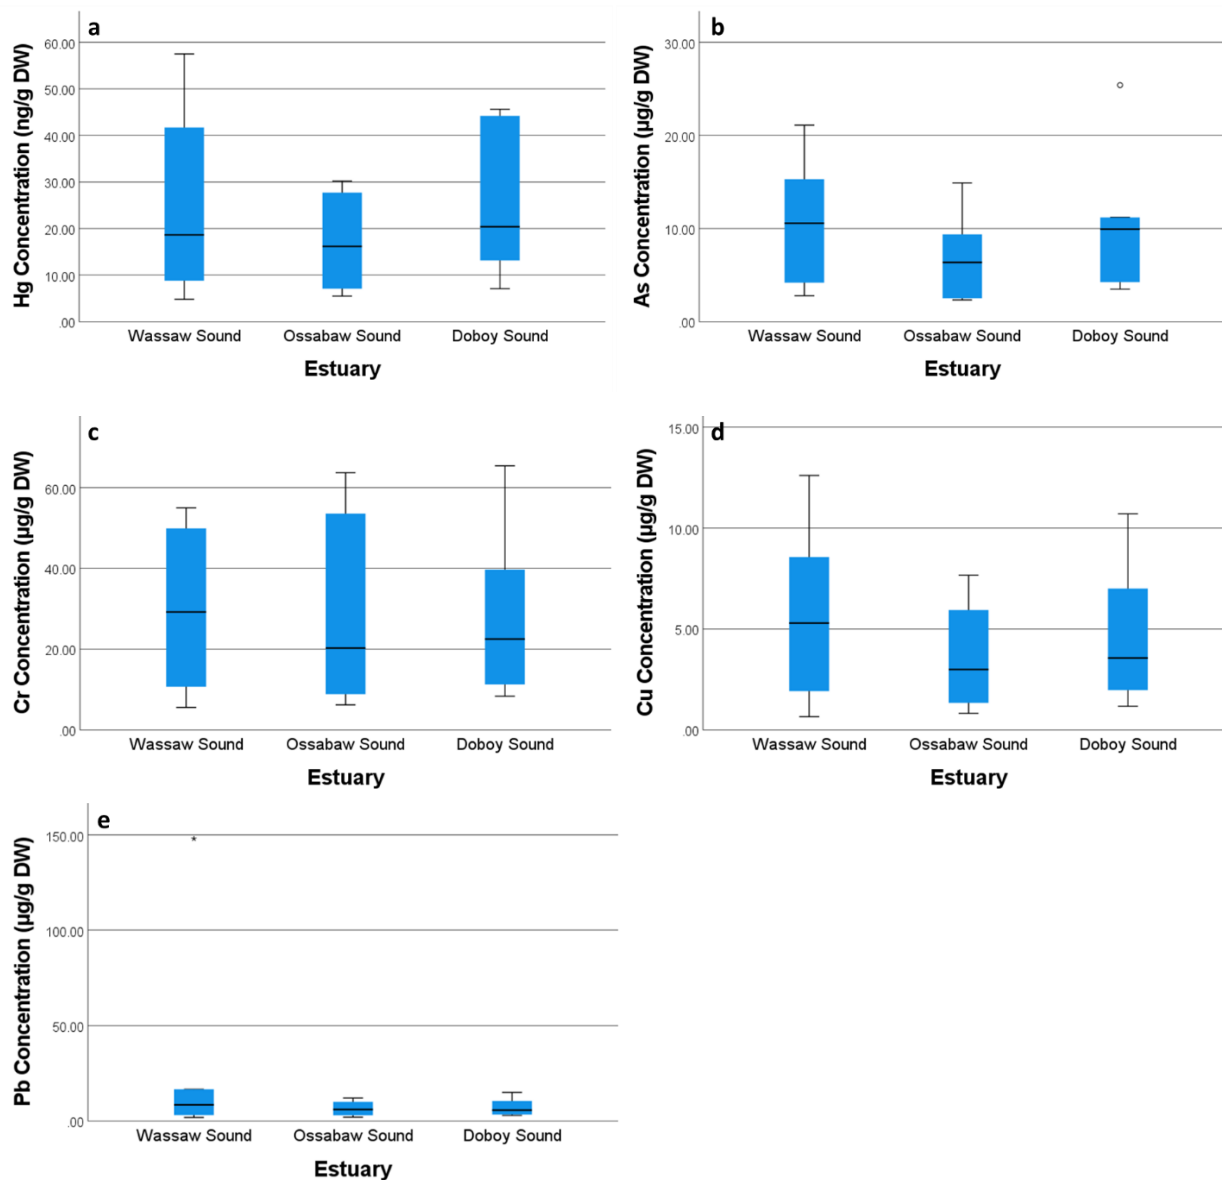 a
Hg Concentration (ng/g DW)
60.00
50.00
40.00
30.00
20.00
10.00
.00
Wassaw Sound Ossabaw Sound Doboy Sound
Estuary
b
As Concentration (µg/g DW)
30.00
20.00
10.00
.00
Wassaw Sound Ossabaw Sound Doboy Sound
Estuary
c
Cr Concentration (µg/g DW)
60.00
40.00
20.00
.00
Wassaw Sound Ossabaw Sound Doboy Sound
Estuary
d
Cu Concentration (µg/g DW)
15.00
10.00
5.00
.00
Wassaw Sound Ossabaw Sound Doboy Sound
Estuary
e
Pb Concentration (µg/g DW)
150.00
100.00
50.00
.00
Wassaw Sound Ossabaw Sound Doboy Sound
Estuary